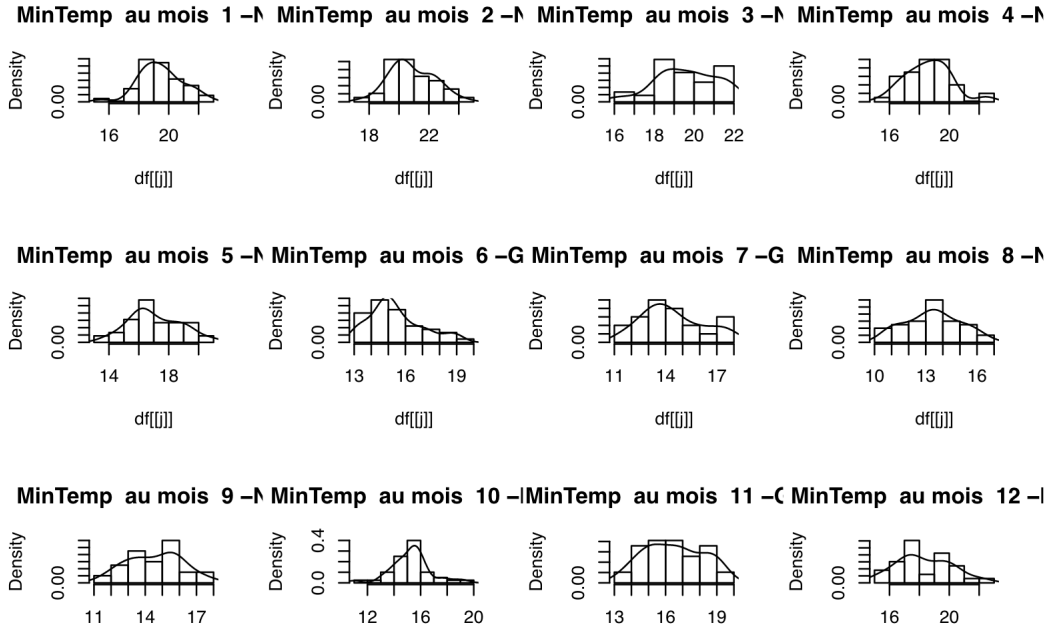 MinTemp au mois 1 –N
MinTemp au mois 2 –N
MinTemp au mois 3 –N
MinTemp au mois 4 –N
Density 0.00
Density 0.00
Density 0.00
Density 0.00
16 20
18 22
16 18 20 22
16 20
df[[j]]
df[[j]]
df[[j]]
df[[j]]
MinTemp au mois 5 –N
MinTemp au mois 6 –G
MinTemp au mois 7 –G
MinTemp au mois 8 –N
Density 0.00
Density 0.00
Density 0.00
Density 0.00
14 18
13 16 19
11 14 17
10 13 16
df[[j]]
df[[j]]
df[[j]]
df[[j]]
MinTemp au mois 9 –N
MinTemp au mois 10 –
MinTemp au mois 11 –
MinTemp au mois 12 –
Density 0.00
Density 0.0 0.4
Density 0.00
Density 0.00
11 14 17
12 16 20
13 16 19
16 20